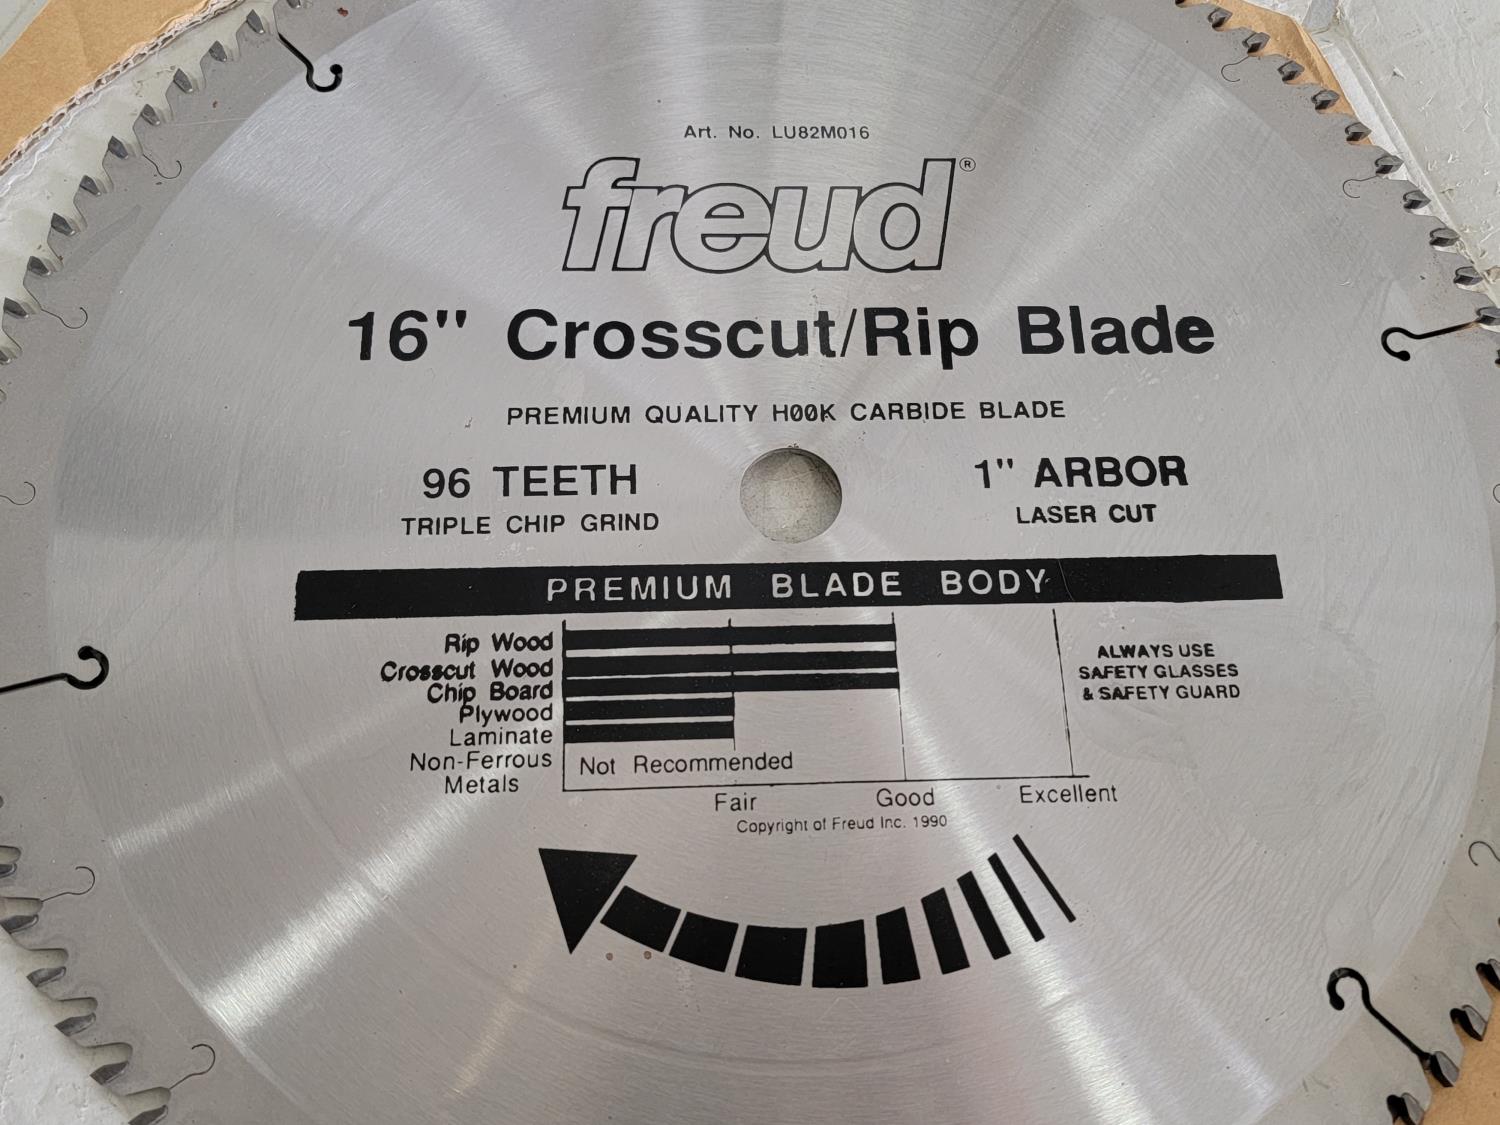 Art. No. LU82M016
freud®
16" Crosscut/Rip Blade
PREMIUM QUALITY H00K CARBIDE BLADE
96 TEETH
TRIPLE CHIP GRIND
1" ARBOR
LASER CUT
PREMIUM BLADE BODY
Rip Wood
Crosscut Wood
Chip Board
Plywood
Laminate
Non-Ferrous
Metals
Not Recommended
Fair
Good
Excellent
ALWAYS USE
SAFETY GLASSES
& SAFETY GUARD
Copyright of Freud Inc. 1990